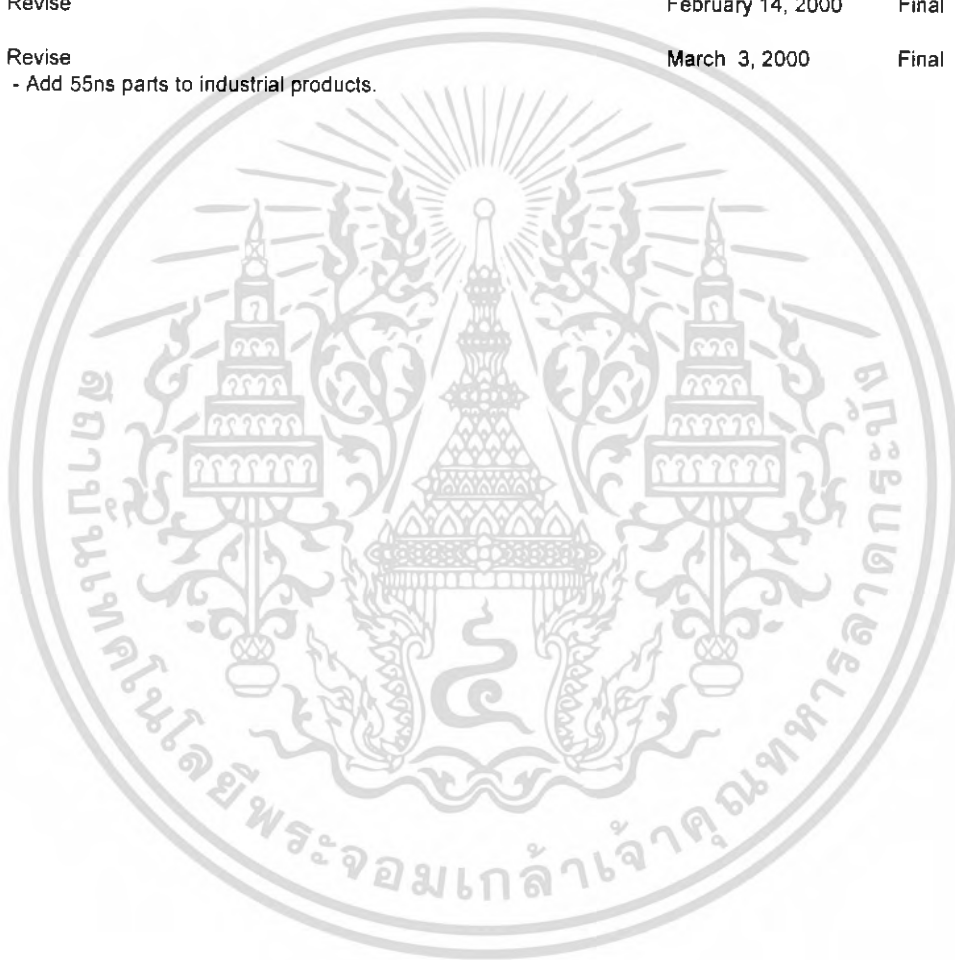 Revise February 14, 2000 Final
Revise March 3, 2000 Final
- Add 55ns parts to industrial products.
สถาบันเทคโนโลยีพระจอมเกล้าเจ้าคุณทหารลาดกระบัง